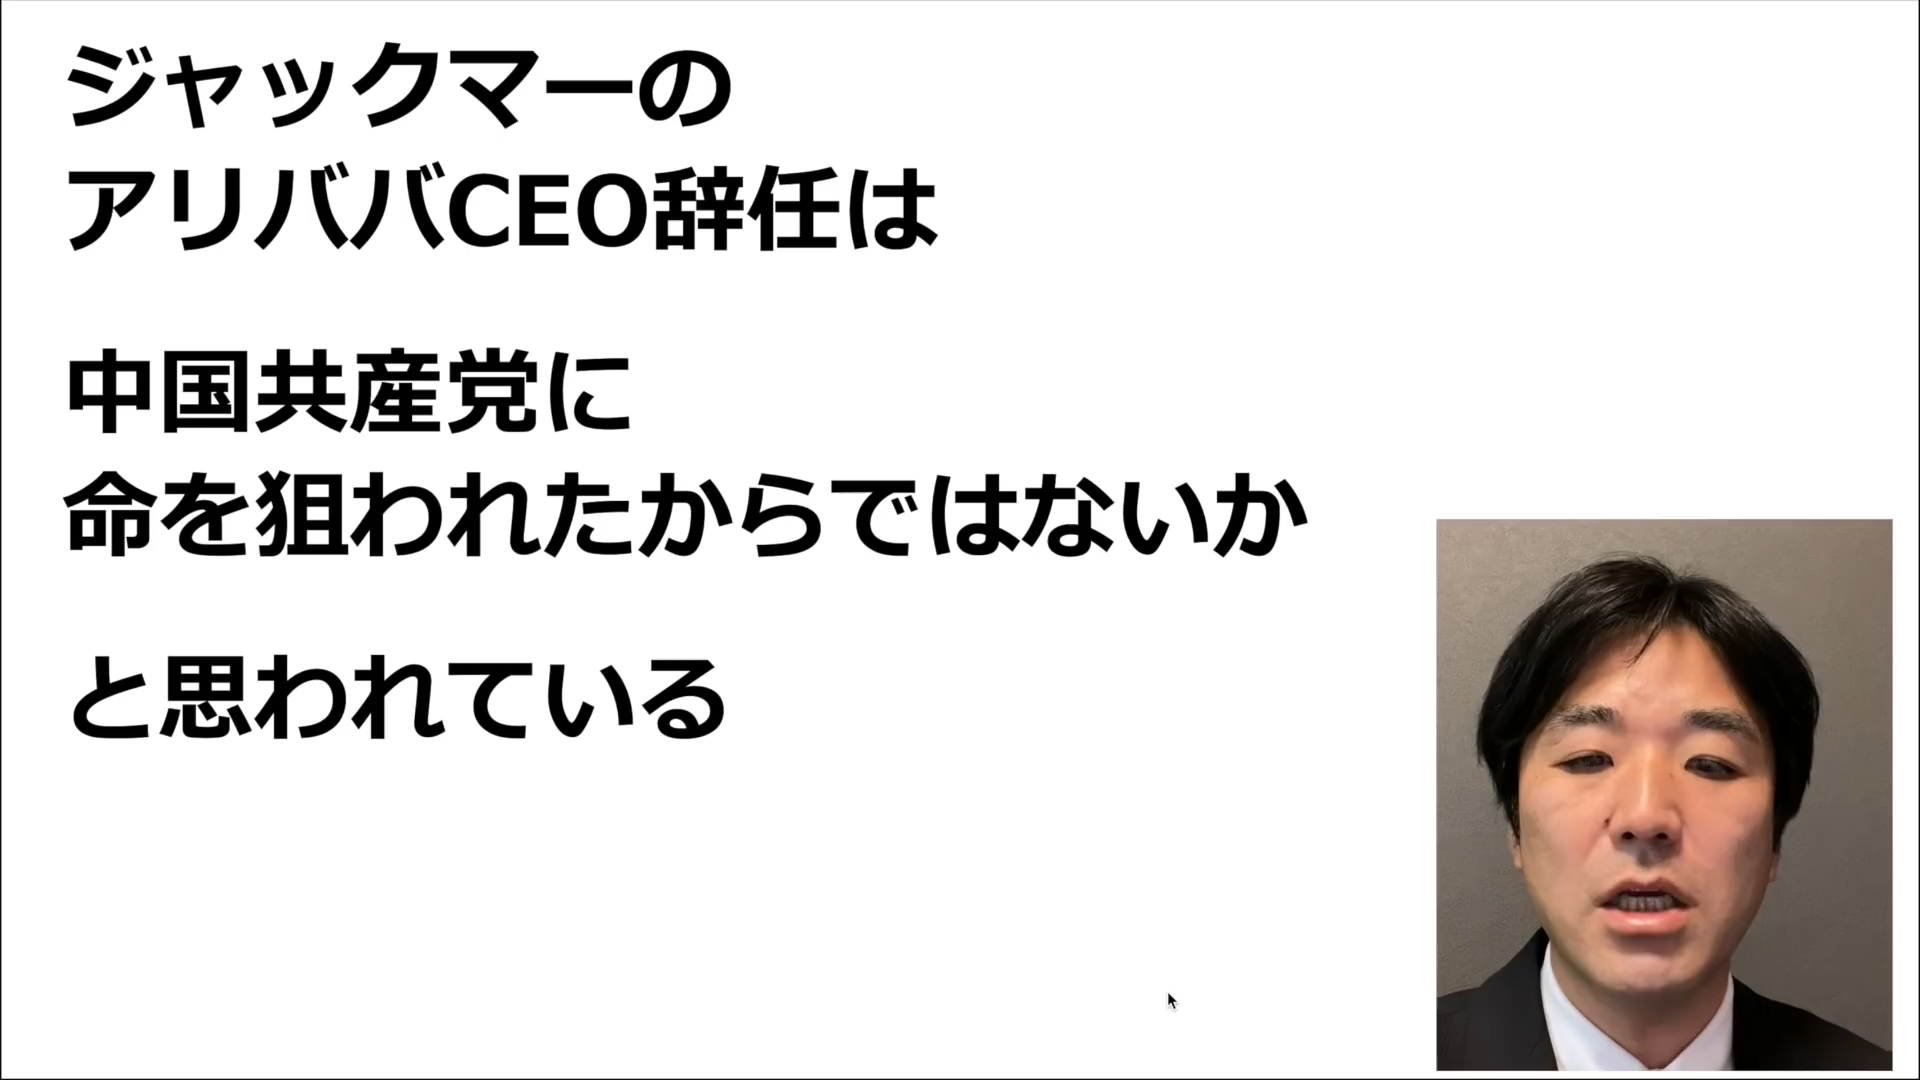 ジャックマーの
アリババCEO辞任は
中国共産党に
命を狙われたからではないか
と思われている